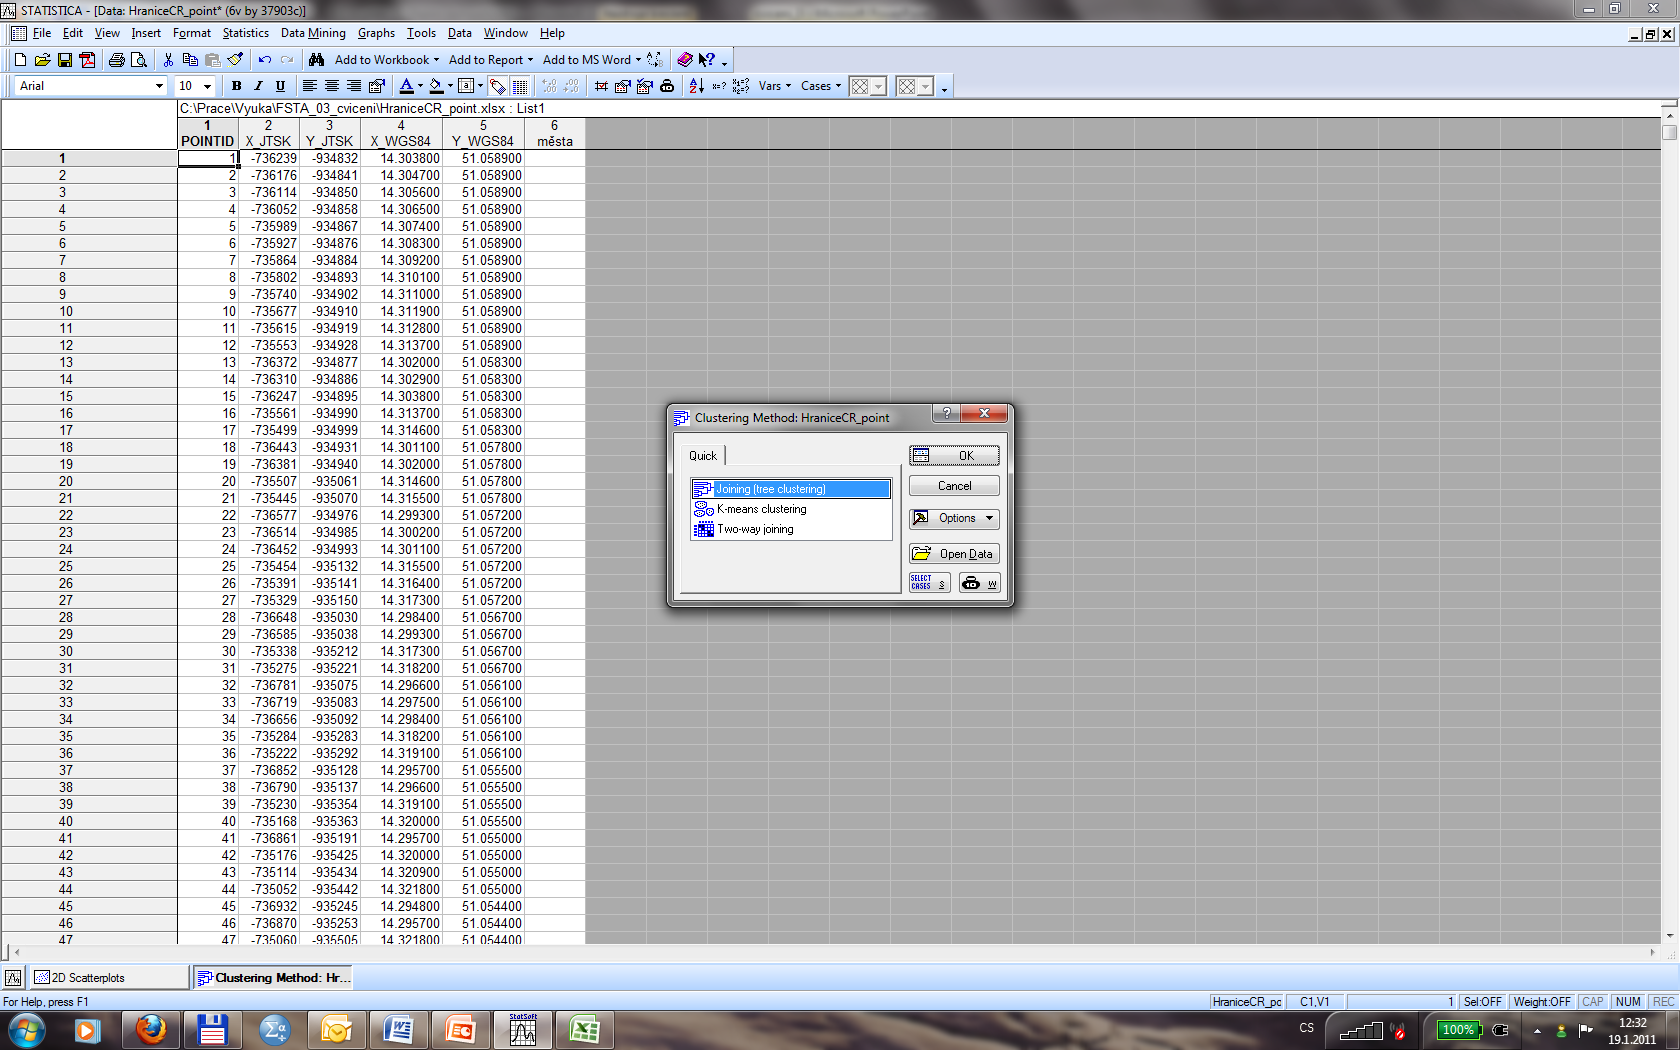 STATISTICA - [Data: HraniceCR_point* (6v by 37903c)]
File Edit View Insert Format Statistics Data Mining Graphs Tools Data Window Help
Add to Workbook Add to Report Add to MS Word
Arial 10 B I U Vars Cases
C:\Prace\Vyuka\FSTA_03_cviceni\HraniceCR_point.xlsx : List1
1 2 3 4 5 6
POINTID X_JTSK Y_JTSK X_WGS84 Y_WGS84 města
1 1 -736239 -934832 14.303800 51.058900
2 2 -736176 -934841 14.304700 51.058900
3 3 -736114 -934850 14.305600 51.058900
4 4 -736052 -934858 14.306500 51.058900
5 5 -735989 -934867 14.307400 51.058900
6 6 -735927 -934876 14.308300 51.058900
7 7 -735864 -934884 14.309200 51.058900
8 8 -735802 -934893 14.310100 51.058900
9 9 -735740 -934902 14.311000 51.058900
10 10 -735677 -934910 14.311900 51.058900
11 11 -735615 -934919 14.312800 51.058900
12 12 -735553 -934928 14.313700 51.058900
13 13 -736372 -934877 14.302000 51.058300
14 14 -736310 -934886 14.302900 51.058300
15 15 -736247 -934895 14.303800 51.058300
16 16 -735561 -934990 14.313700 51.058300
17 17 -735499 -934999 14.314600 51.058300
18 18 -736443 -934931 14.301100 51.057800
19 19 -736381 -934940 14.302000 51.057800
20 20 -735507 -935061 14.314600 51.057800
21 21 -735445 -935070 14.315500 51.057800
22 22 -736577 -934976 14.299300 51.057200
23 23 -736514 -934985 14.300200 51.057200
24 24 -736452 -934993 14.301100 51.057200
25 25 -735454 -935132 14.315500 51.057200
26 26 -735391 -935141 14.316400 51.057200
27 27 -735329 -935150 14.317300 51.057200
28 28 -736648 -935030 14.298400 51.056700
29 29 -736585 -935038 14.299300 51.056700
30 30 -735338 -935212 14.317300 51.056700
31 31 -735275 -935221 14.318200 51.056700
32 32 -736781 -935075 14.296600 51.056100
33 33 -736719 -935083 14.297500 51.056100
34 34 -736656 -935092 14.298400 51.056100
35 35 -735284 -935283 14.318200 51.056100
36 36 -735222 -935292 14.319100 51.056100
37 37 -736852 -935128 14.295700 51.055500
38 38 -736790 -935137 14.296600 51.055500
39 39 -735230 -935354 14.319100 51.055500
40 40 -735168 -935363 14.320000 51.055500
41 41 -736861 -935191 14.295700 51.055000
42 42 -735176 -935425 14.320000 51.055000
43 43 -735114 -935434 14.320900 51.055000
44 44 -735052 -935442 14.321800 51.055000
45 45 -736932 -935245 14.294800 51.054400
46 46 -736870 -935253 14.295700 51.054400
47 47 -735060 -935505 14.321800 51.054400
Clustering Method: HraniceCR_point
Quick
Joining (tree clustering)
K-means clustering
Two-way joining
OK
Cancel
Options
Open Data
SELECT CASES S W
2D Scatterplots Clustering Method: Hr...
For Help, press F1 HraniceCR_pc C1,V1 1 Sel:OFF Weight:OFF CAP NUM REC
StatSoft
CS 100% 12:32
19.1.2011